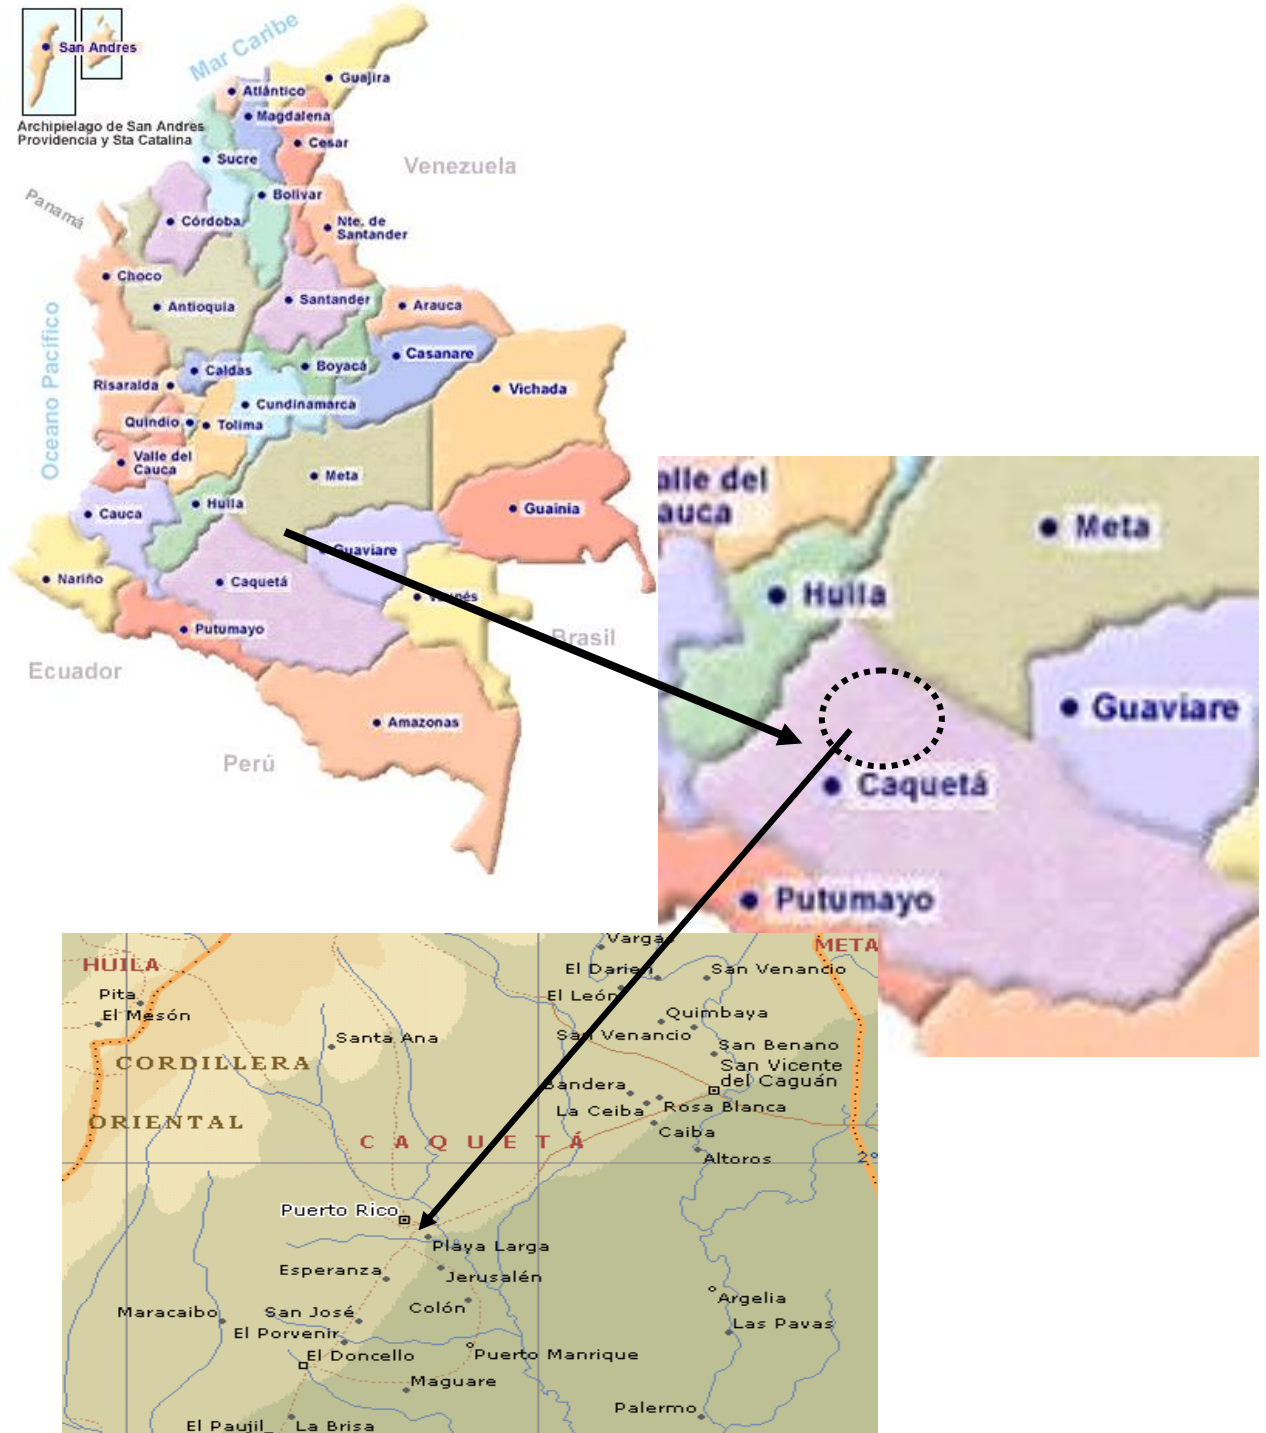 San Andres
Archipielago de San Andres
Providencia y Sta Catalina
Mar Caribe
Guajira
Atlántico
Magdalena
Cesar
Sucre
Venezuela
Bolivar
Panamá
Córdoba
Nte. de
Santander
Choco
Antioquia
Santander
Arauca
Oceano Pacífico
Caldas
Boyacá
Casanare
Risaralda
Vichada
Cundinamarca
Quindio
Tolima
Valle del
Cauca
Meta
Huila
Cauca
Guainia
Guaviare
Nariño
Caquetá
Putumayo
Brasil
Ecuador
Amazonas
Perú
alle del
auca
Meta
Huila
Guaviare
Caquetá
Putumayo
HUILA
Pita
El Mesón
CORDILLERA
ORIENTAL
Santa Ana
CAQUETÁ
META
El Darien
San Venancio
El León
Quimbaya
San Venancio
San Benano
San Vicente
del Caguán
Bandera
La Ceiba
Rosa Blanca
Caiba
Altoros
2°
Puerto Rico
Playa Larga
Esperanza
Jerusalén
Colón
Maracaibo
San José
El Porvenir
El Doncello
Puerto Manrique
Maguare
Argelia
Las Pavas
Palermo
El Paujil
La Brisa